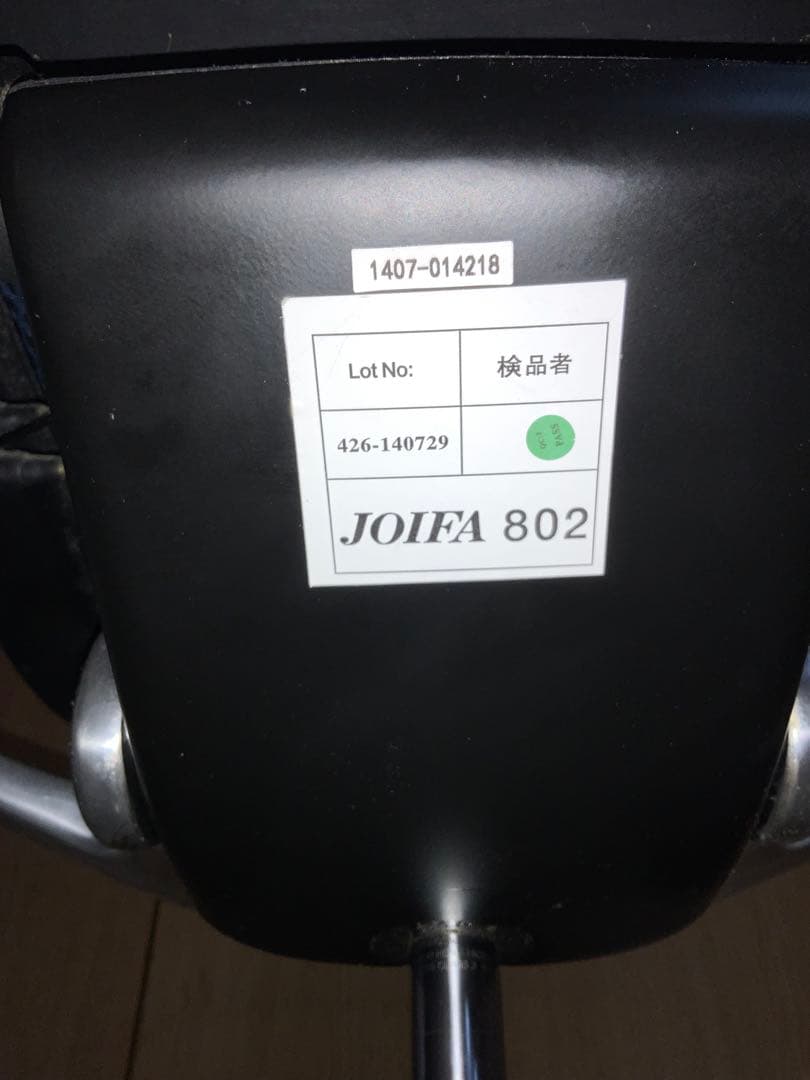 1407-014218
Lot No:
検品者
426-140729
PASS
JOIFA 802